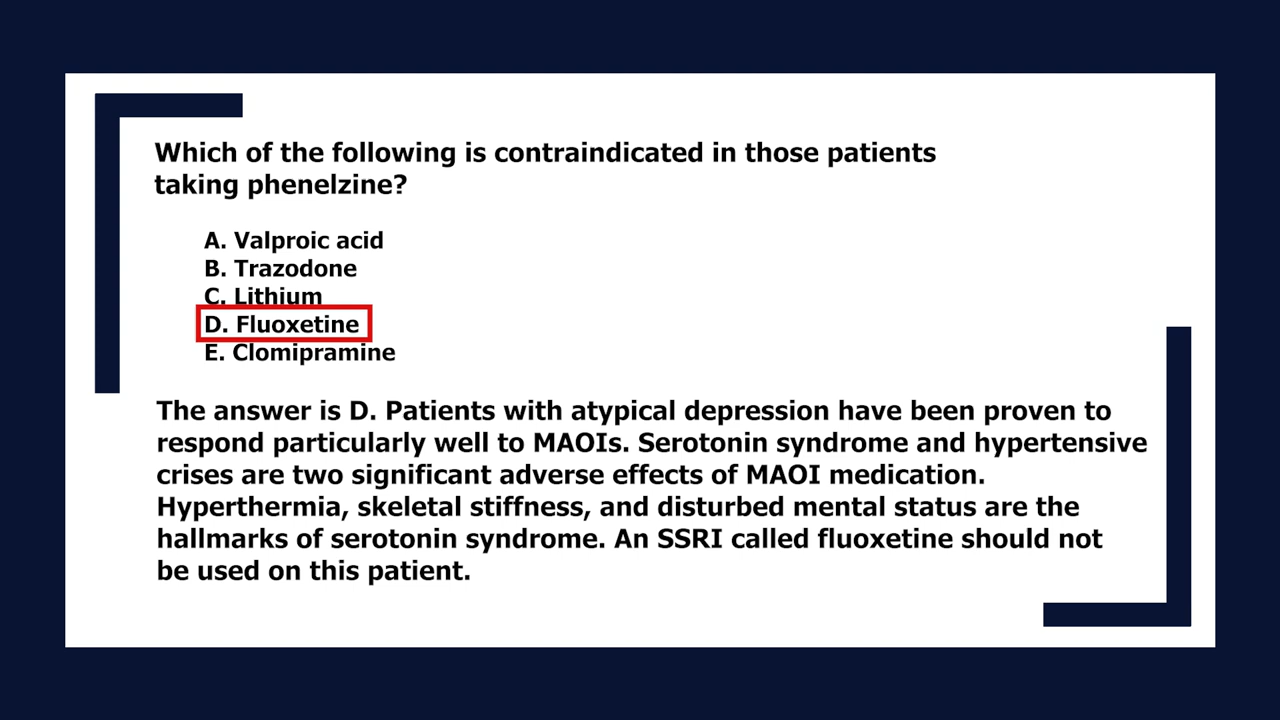 Which of the following is contraindicated in those patients
taking phenelzine?
A. Valproic acid
B. Trazodone
C. Lithium
D. Fluoxetine
E. Clomipramine
The answer is D. Patients with atypical depression have been proven to
respond particularly well to MAOIs. Serotonin syndrome and hypertensive
crises are two significant adverse effects of MAOI medication.
Hyperthermia, skeletal stiffness, and disturbed mental status are the
hallmarks of serotonin syndrome. An SSRI called fluoxetine should not
be used on this patient.